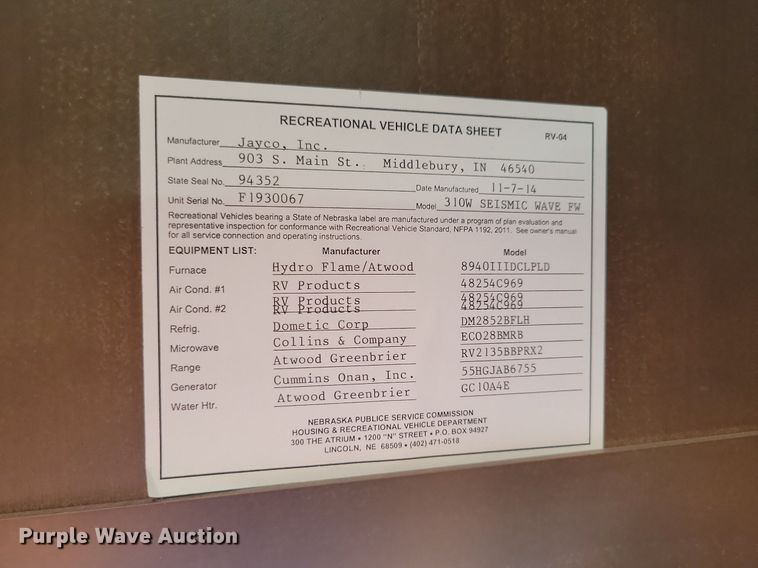 RECREATIONAL VEHICLE DATA SHEET RV-04
Manufacturer Jayco, Inc.
Plant Address 903 S. Main St. Middlebury, IN 46540
State Seal No. 94352 Date Manufactured 11-7-14
Unit Serial No. F1930067 Model 310W SEISMIC WAVE FW
Recreational Vehicles bearing a State of Nebraska label are manufactured under a program of plan evaluation and
representative inspection for conformance with Recreational Vehicle Standard, NFPA 1192, 2011. See owner's manual
for all service connection and operating instructions.
EQUIPMENT LIST: Manufacturer Model
Furnace Hydro Flame/Atwood 8940IIIDCLPLD
Air Cond. #1 RV Products 48254C969
Air Cond. #2 RV Products 48254C969
RV Products 48254C969
Refrig. Dometic Corp DM2852BFLH
Microwave Collins & Company ECO28BMRB
Range Atwood Greenbrier RV2135BBPRX2
Generator Cummins Onan, Inc. 55HGJAB6755
Water Htr. Atwood Greenbrier GC10A4E
NEBRASKA PUBLICE SERVICE COMMISSION
HOUSING & RECREATIONAL VEHICLE DEPARTMENT
300 THE ATRIUM • 1200 "N" STREET • P.O. BOX 94927
LINCOLN, NE 68509 • (402) 471-0518
Purple Wave Auction